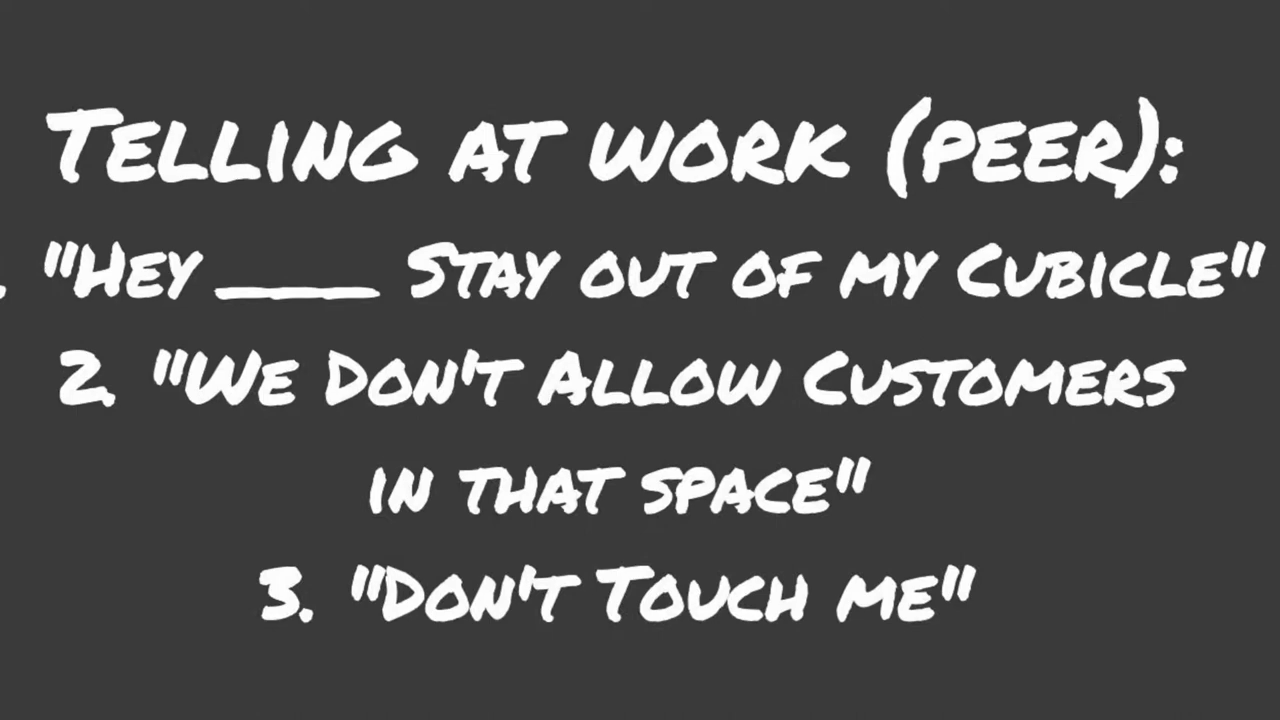 Telling at work (peer):
. "Hey ____ Stay out of my Cubicle"
2. "We Don't Allow Customers
in that space"
3. "Don't Touch me"